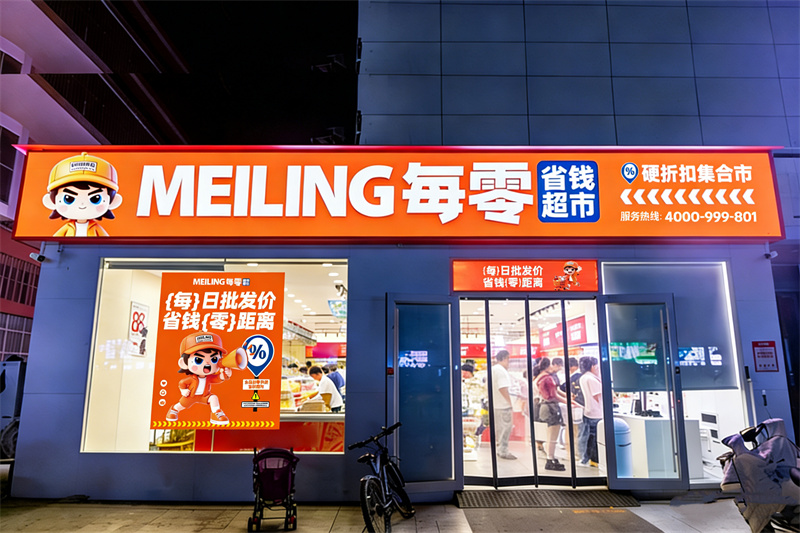 MEILING 每零
省钱
超市
硬折扣集合市
服务热线: 4000-999-801
{每}日批发价
省钱{零}距离
MEILING 每零
{每}日批发价
省钱{零}距离